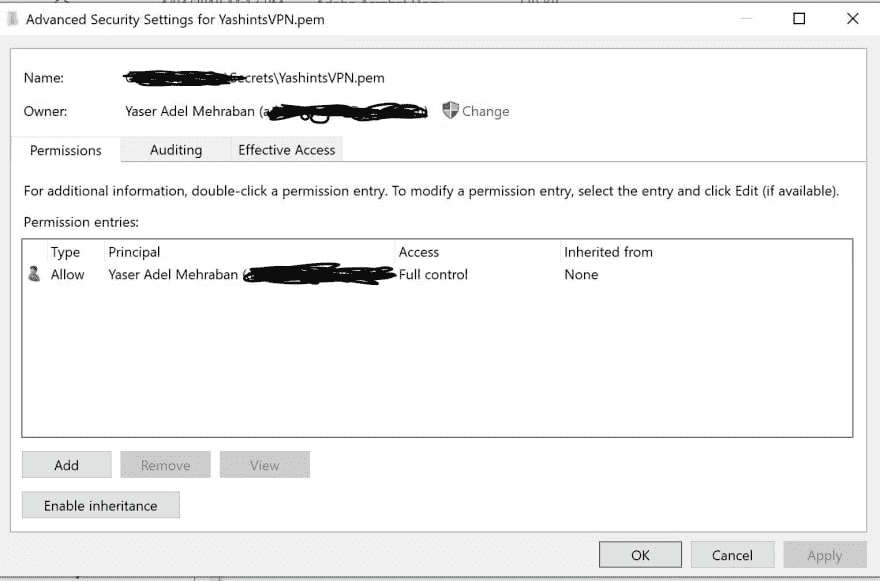 Advanced Security Settings for YashintsVPN.pem
Name: ecrets\YashintsVPN.pem
Owner: Yaser Adel Mehraban ( Change
Permissions Auditing Effective Access
For additional information, double-click a permission entry. To modify a permission entry, select the entry and click Edit (if available).
Permission entries:
Type Principal Access Inherited from
Allow Yaser Adel Mehraban ( Full control None
Add Remove View
Enable inheritance
OK Cancel Apply